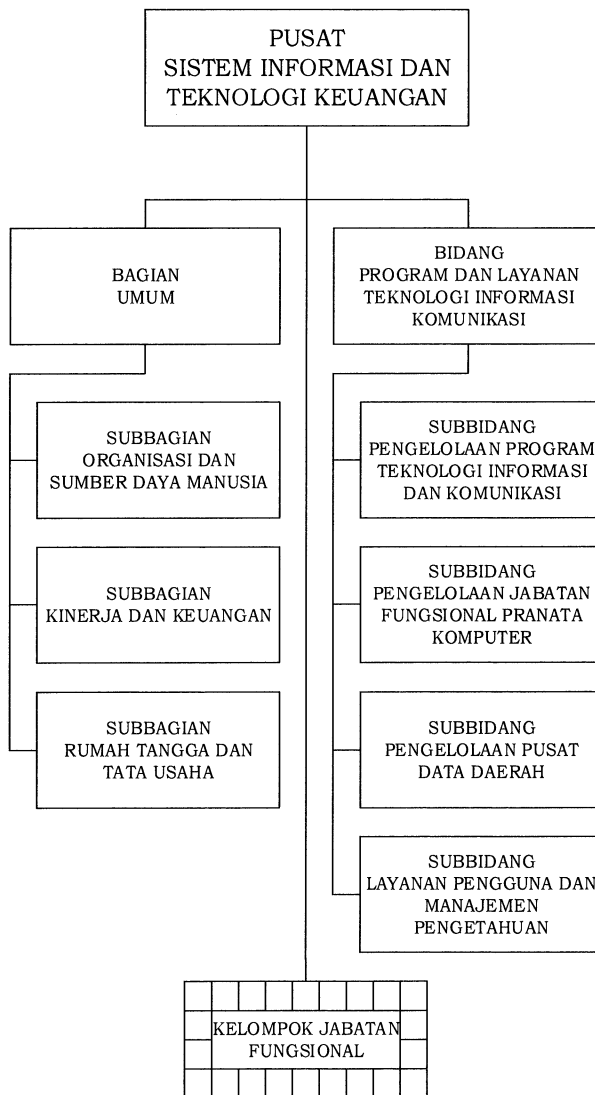 PUSAT
SISTEM INFORMASI DAN
TEKNOLOGI KEUANGAN
BAGIAN
UMUM
SUBBAGIAN
ORGANISASI DAN
SUMBER DAYA MANUSIA
SUBBAGIAN
KINERJA DAN KEUANGAN
SUBBAGIAN
RUMAH TANGGA DAN
TATA USAHA
BIDANG
PROGRAM DAN LAYANAN
TEKNOLOGI INFORMASI
KOMUNIKASI
SUBBIDANG
PENGELOLAAN PROGRAM
TEKNOLOGI INFORMASI
DAN KOMUNIKASI
SUBBIDANG
PENGELOLAAN JABATAN
FUNGSIONAL PRANATA
KOMPUTER
SUBBIDANG
PENGELOLAAN PUSAT
DATA DAERAH
SUBBIDANG
LAYANAN PENGGUNA DAN
MANAJEMEN
PENGETAHUAN
KELOMPOK JABATAN
FUNGSIONAL